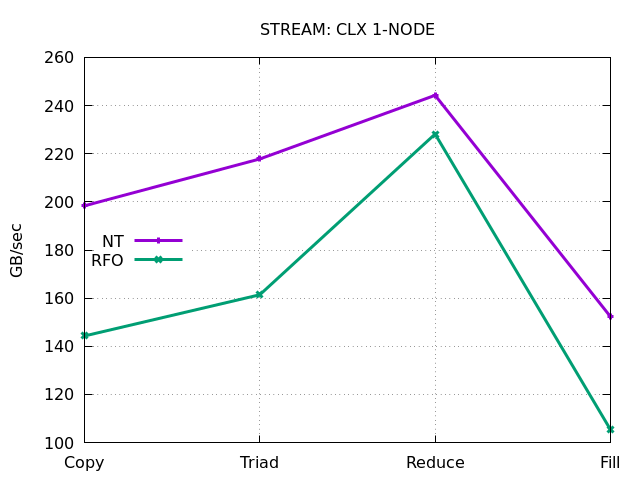 STREAM: CLX 1-NODE
260
240
220
200
180
160
140
120
100
GB/sec
NT
RFO
Copy Triad Reduce Fill